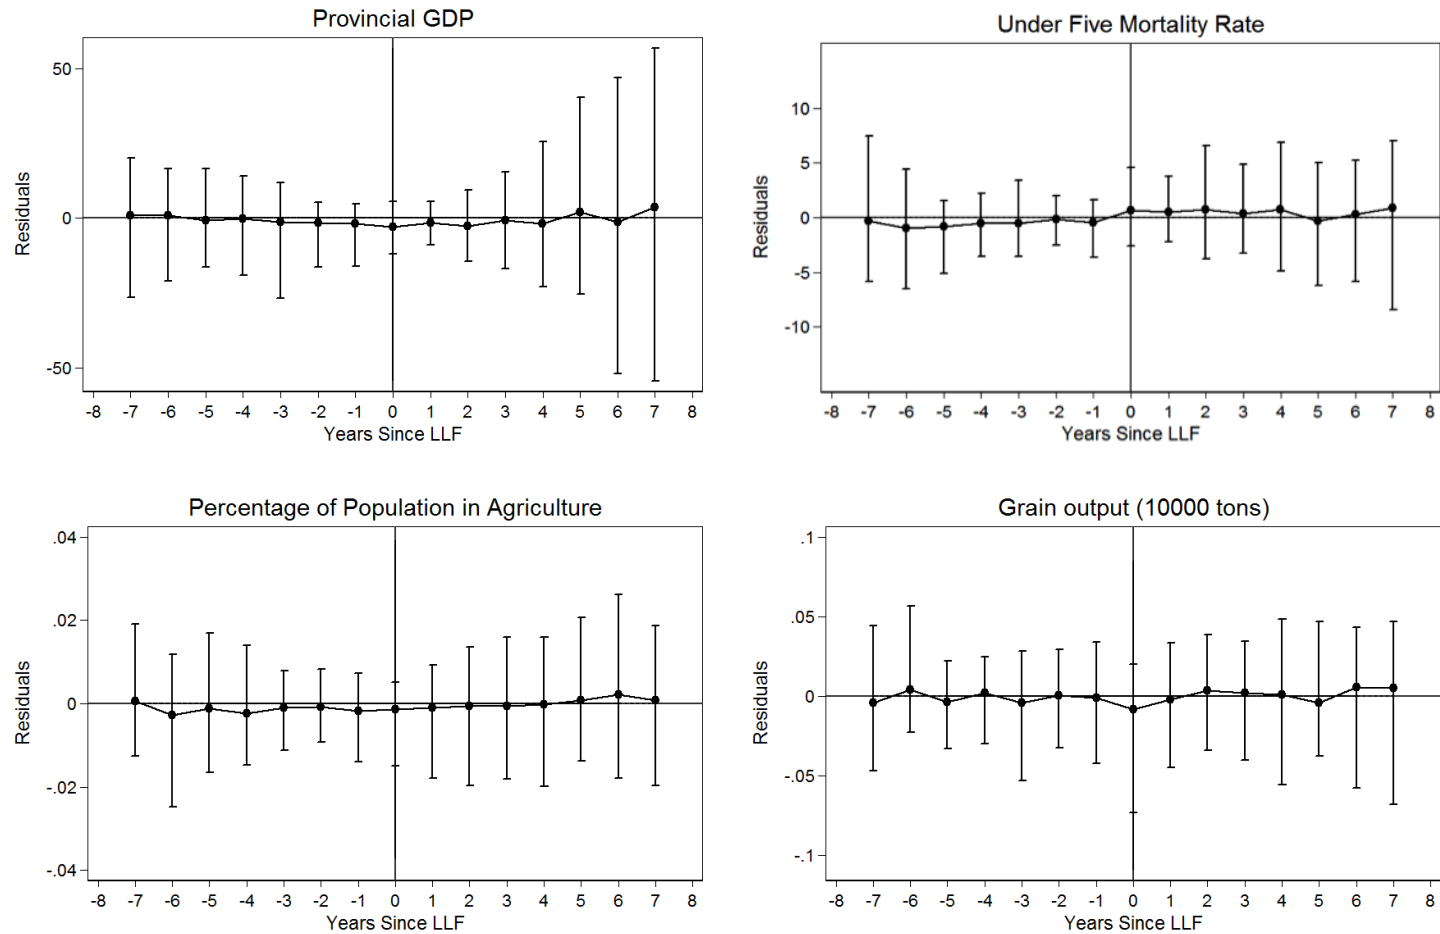 Provincial GDP
50
0
-50
Residuals
-8 -7 -6 -5 -4 -3 -2 -1 0 1 2 3 4 5 6 7 8
Years Since LLF
Under Five Mortality Rate
10
5
0
-5
-10
Residuals
-8 -7 -6 -5 -4 -3 -2 -1 0 1 2 3 4 5 6 7 8
Years Since LLF
Percentage of Population in Agriculture
.04
.02
0
-.02
-.04
Residuals
-8 -7 -6 -5 -4 -3 -2 -1 0 1 2 3 4 5 6 7 8
Years Since LLF
Grain output (10000 tons)
.1
.05
0
-.05
-.1
Residuals
-8 -7 -6 -5 -4 -3 -2 -1 0 1 2 3 4 5 6 7 8
Years Since LLF